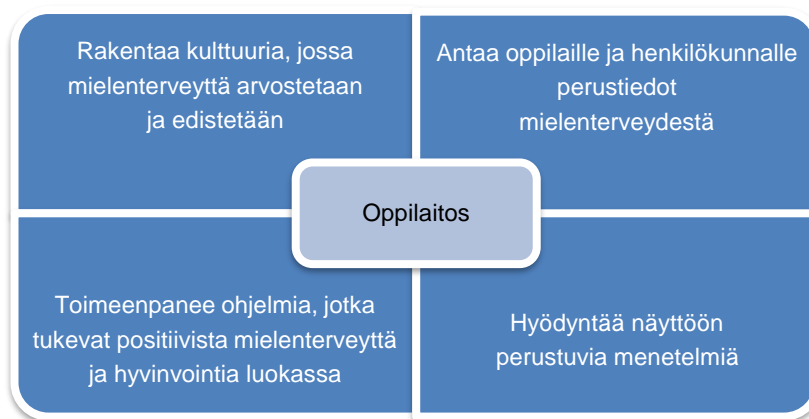 Rakentaa kulttuuria, jossa
mielenterveyttä arvostetaan
ja edistetään
Antaa oppilaille ja henkilökunnalle
perustiedot
mielenterveydestä
Oppilaitos
Toimeenpanee ohjelmia, jotka
tukevat positiivista mielenterveyttä
ja hyvinvointia luokassa
Hyödyntää näyttöön
perustuvia menetelmiä